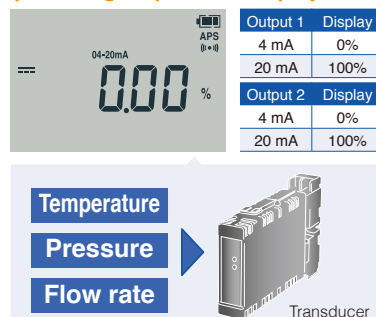 APS
04-20mA
0.00 %
Output 1 Display
4 mA 0%
20 mA 100%
Output 2 Display
4 mA 0%
20 mA 100%
Temperature
Pressure
Flow rate
Transducer